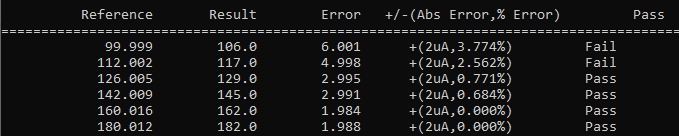 Reference Result Error +/-(Abs Error,% Error) Pass
================================================================================
99.999 106.0 6.001 +(2uA,3.774%) Fail
112.002 117.0 4.998 +(2uA,2.562%) Fail
126.005 129.0 2.995 +(2uA,0.771%) Pass
142.009 145.0 2.991 +(2uA,0.684%) Pass
160.016 162.0 1.984 +(2uA,0.000%) Pass
180.012 182.0 1.988 +(2uA,0.000%) Pass